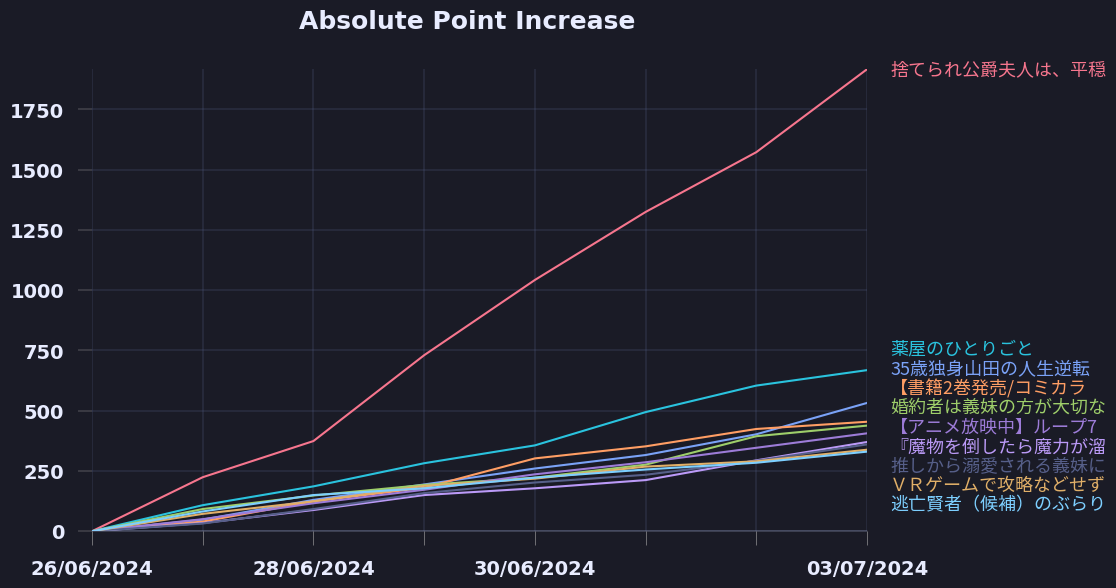 Absolute Point Increase
捨てられ公爵夫人は、平穏
1750
1500
1250
1000
750
500
250
0
薬屋のひとりごと
35歳独身山田の人生逆転
【書籍2巻発売/コミカラ
婚約者は義妹の方が大切な
【アニメ放映中】ループ7
『魔物を倒したら魔力が溜
推しから溺愛される義妹に
ＶＲゲームで攻略などせず
逃亡賢者（候補）のぶらり
26/06/2024
28/06/2024
30/06/2024
03/07/2024